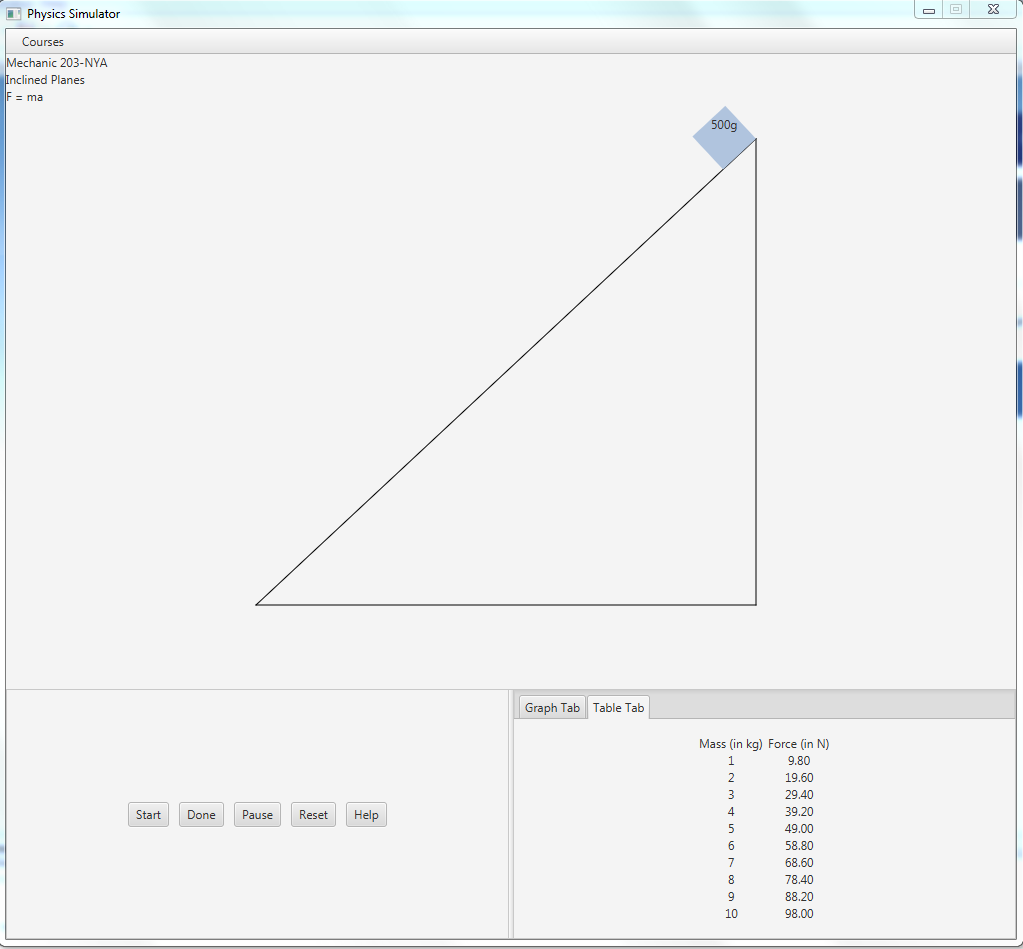 Physics Simulator
Courses
Mechanic 203-NYA
Inclined Planes
F = ma
500g
Start Done Pause Reset Help
Graph Tab Table Tab
Mass (in kg) Force (in N)
1 9.80
2 19.60
3 29.40
4 39.20
5 49.00
6 58.80
7 68.60
8 78.40
9 88.20
10 98.00